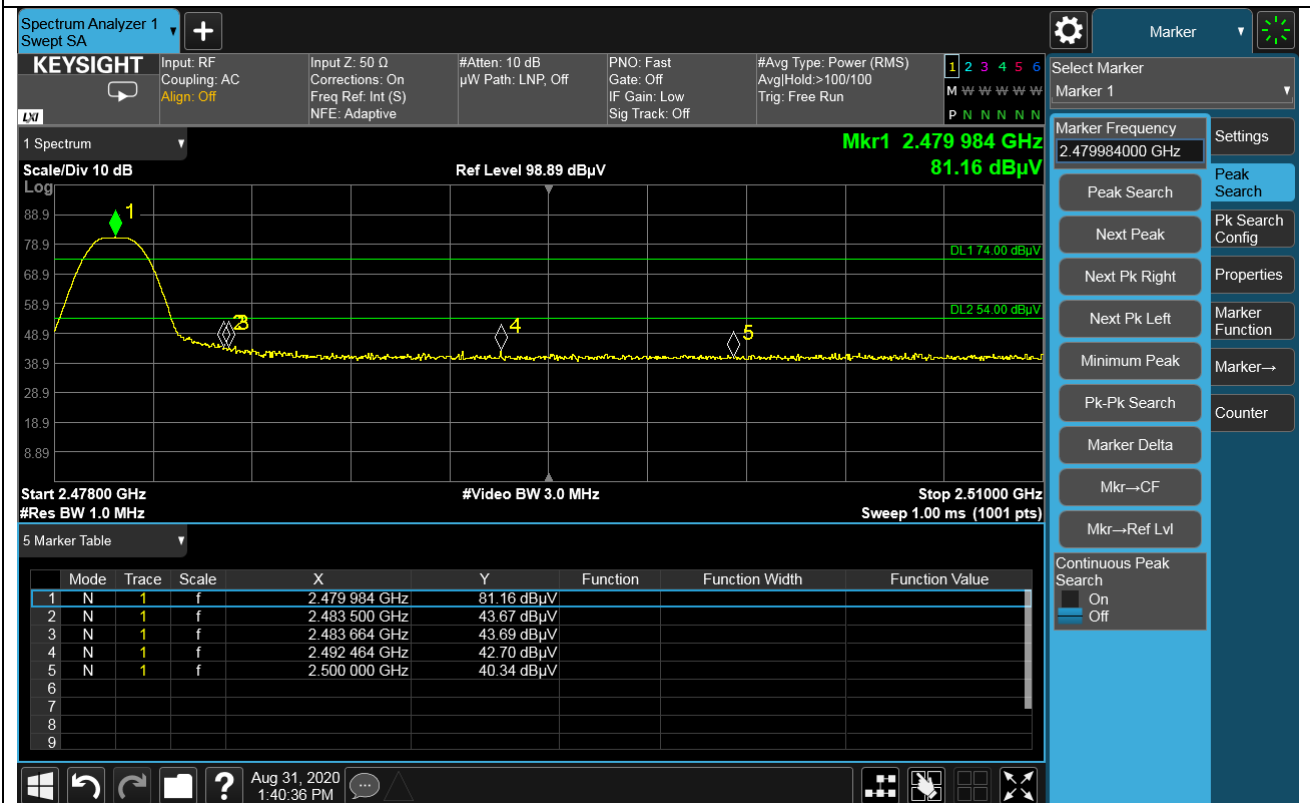 Spectrum Analyzer 1
Swept SA
+
Marker
KEYSIGHT
LXI
Input: RF
Coupling: AC
Align: Off
Input Z: 50 Ω
Corrections: On
Freq Ref: Int (S)
NFE: Adaptive
#Atten: 10 dB
µW Path: LNP, Off
PNO: Fast
Gate: Off
IF Gain: Low
Sig Track: Off
#Avg Type: Power (RMS)
Avg|Hold:>100/100
Trig: Free Run
1 2 3 4 5 6
M W W W W W
P N N N N N
Select Marker
Marker 1
1 Spectrum
Scale/Div 10 dB
Log
Ref Level 98.89 dBµV
Mkr1 2.479 984 GHz
81.16 dBµV
88.9
78.9
68.9
58.9
48.9
38.9
28.9
18.9
8.89
1
2
3
4
5
DL1 74.00 dBµV
DL2 54.00 dBµV
Start 2.47800 GHz
#Res BW 1.0 MHz
#Video BW 3.0 MHz
Stop 2.51000 GHz
Sweep 1.00 ms (1001 pts)
5 Marker Table
Mode Trace Scale X Y Function Function Width Function Value
1 N 1 f 2.479 984 GHz 81.16 dBµV
2 N 1 f 2.483 500 GHz 43.67 dBµV
3 N 1 f 2.483 664 GHz 43.69 dBµV
4 N 1 f 2.492 464 GHz 42.70 dBµV
5 N 1 f 2.500 000 GHz 40.34 dBµV
6
7
8
9
Marker Frequency
2.479984000 GHz
Peak Search
Next Peak
Next Pk Right
Next Pk Left
Minimum Peak
Pk-Pk Search
Marker Delta
Mkr→CF
Mkr→Ref Lvl
Continuous Peak
Search
On
Off
Settings
Peak
Search
Pk Search
Config
Properties
Marker
Function
Marker→
Counter
?
Aug 31, 2020
1:40:36 PM